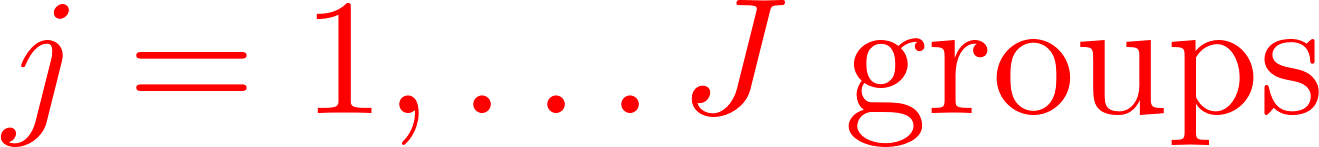 j = 1, . . . J groups